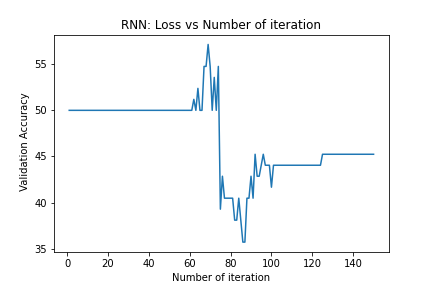 RNN: Loss vs Number of iteration
Validation Accuracy
55
50
45
40
35
0 20 40 60 80 100 120 140
Number of iteration